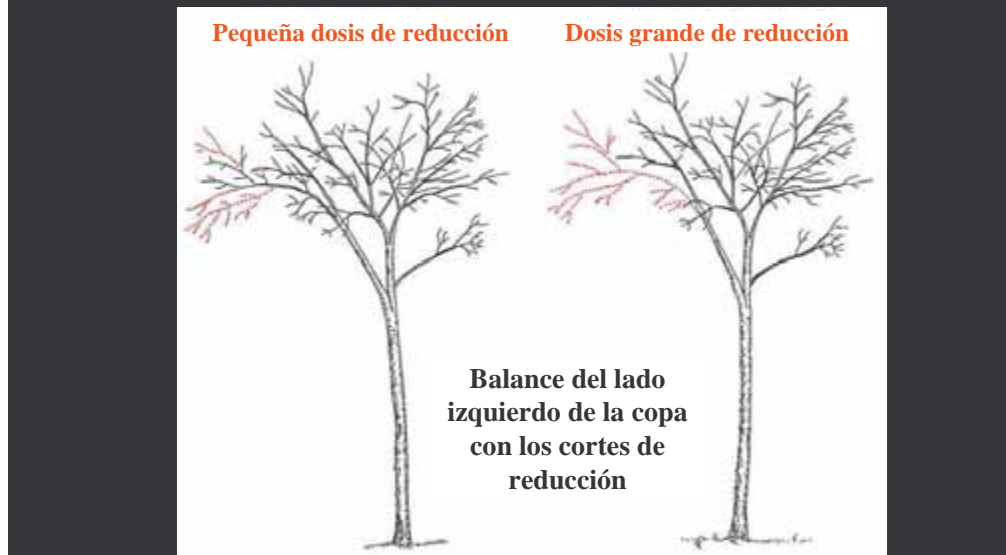 Pequeña dosis de reducción
Dosis grande de reducción
Balance del lado
izquierdo de la copa
con los cortes de
reducción